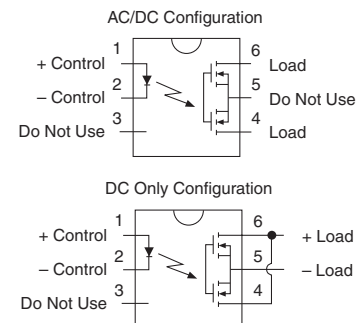 AC/DC Configuration
1 6
+ Control Load
2 5
– Control Do Not Use
3 4
Do Not Use Load
DC Only Configuration
1 6
+ Control + Load
2 5
– Control – Load
3 4
Do Not Use